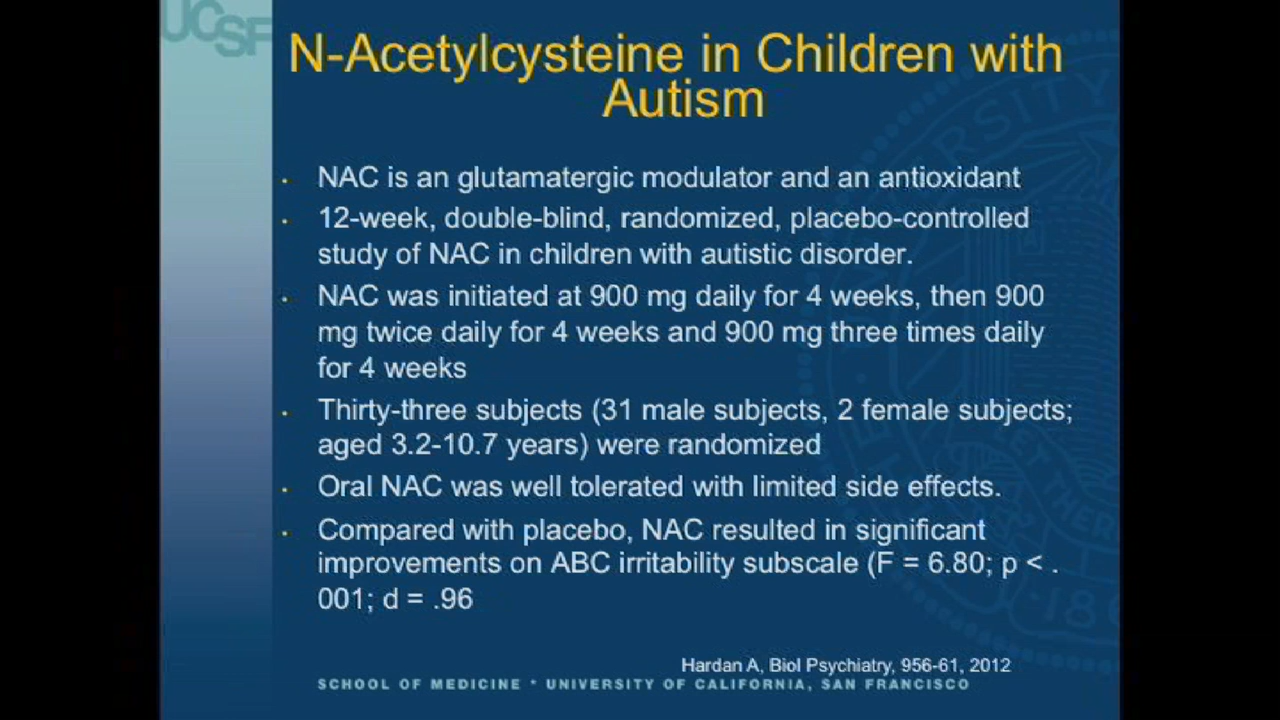 UCSF
N-Acetylcysteine in Children with
Autism
· NAC is an glutamatergic modulator and an antioxidant
· 12-week, double-blind, randomized, placebo-controlled
study of NAC in children with autistic disorder.
· NAC was initiated at 900 mg daily for 4 weeks, then 900
mg twice daily for 4 weeks and 900 mg three times daily
for 4 weeks
· Thirty-three subjects (31 male subjects, 2 female subjects;
aged 3.2-10.7 years) were randomized
· Oral NAC was well tolerated with limited side effects.
· Compared with placebo, NAC resulted in significant
improvements on ABC irritability subscale (F = 6.80; p < .
001; d = .96
Hardan A, Biol Psychiatry, 956-61, 2012
SCHOOL OF MEDICINE * UNIVERSITY OF CALIFORNIA, SAN FRANCISCO